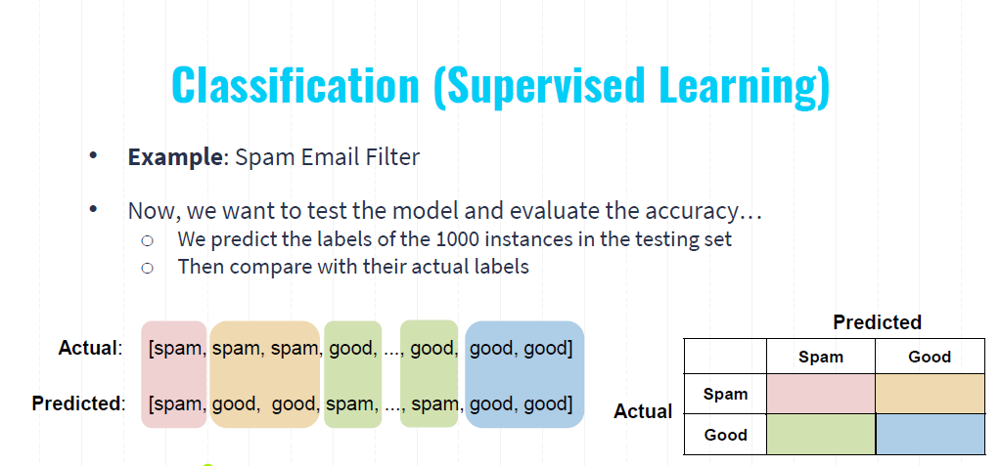 Classification (Supervised Learning)
• Example: Spam Email Filter
• Now, we want to test the model and evaluate the accuracy…
○ We predict the labels of the 1000 instances in the testing set
○ Then compare with their actual labels
Actual: [spam, spam, spam, good, ..., good, good, good]
Predicted: [spam, good, good, spam, ..., spam, good, good]
Predicted
Spam Good
Actual
Spam
Good